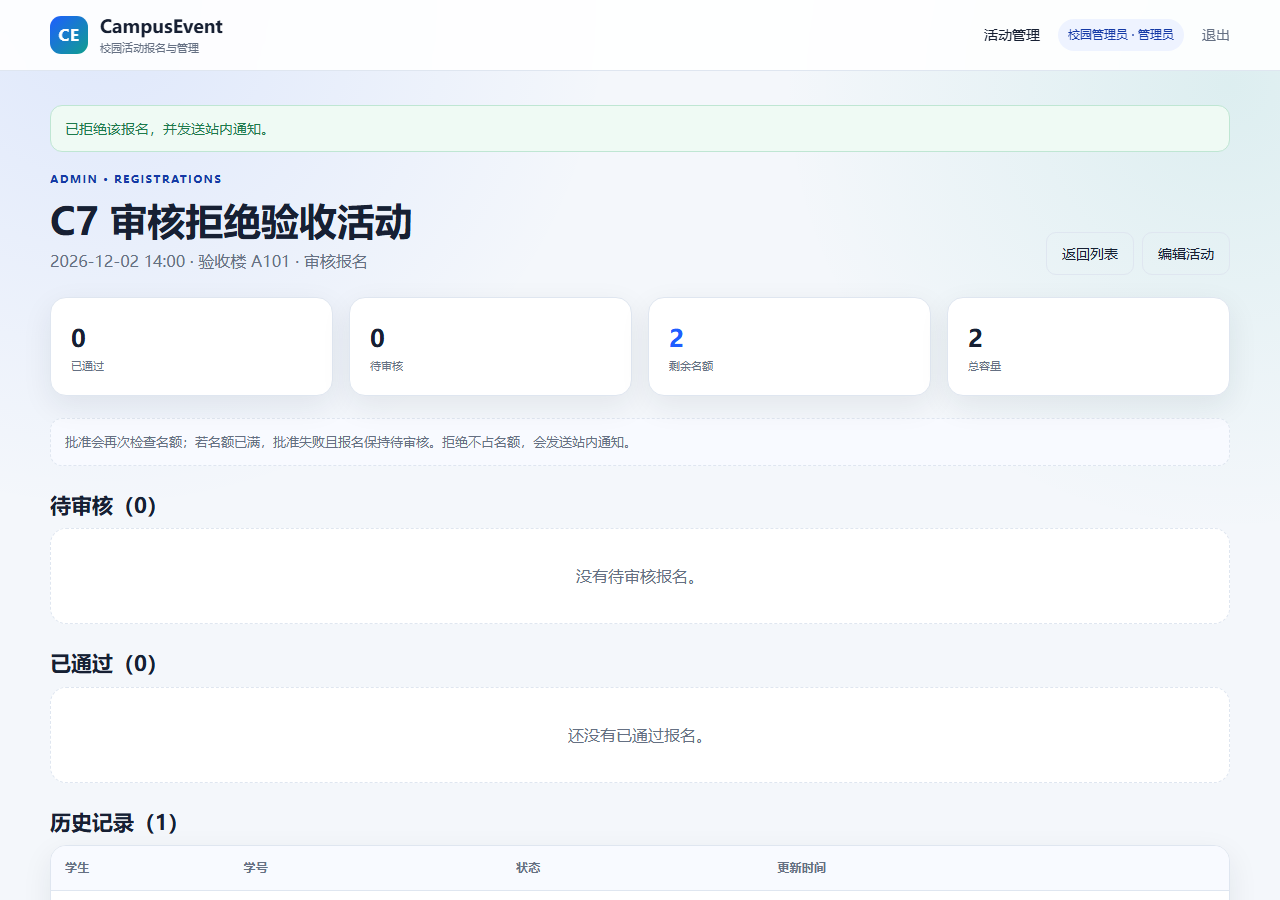 CE
CampusEvent
校园活动报名与管理
活动管理
校园管理员 · 管理员
退出
已拒绝该报名，并发送站内通知。
ADMIN • REGISTRATIONS
C7 审核拒绝验收活动
2026-12-02 14:00 · 验收楼 A101 · 审核报名
返回列表
编辑活动
0
已通过
0
待审核
2
剩余名额
2
总容量
批准会再次检查名额；若名额已满，批准失败且报名保持待审核。拒绝不占名额，会发送站内通知。
待审核（0）
没有待审核报名。
已通过（0）
还没有已通过报名。
历史记录（1）
学生 学号 状态 更新时间